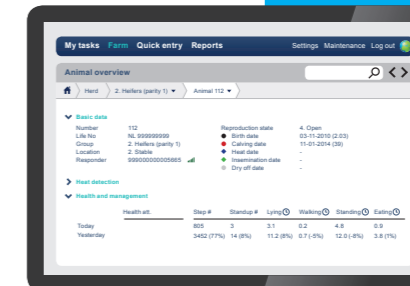 My tasks Farm Quick entry Reports Settings Maintenance Log out
Animal overview
Herd 2. Heifers (parity 1) Animal 112
Basic data
Number 112 Reproduction state 4. Open
Life No NL 999999999 Birth date 03-11-2010 (2.03)
Group 2. Heifers (parity 1) Calving date 11-01-2014 (39)
Location 2. Stable Heat date -
Responder 999000000005865 Insemination date -
Dry off date -
Heat detection
Health and management
Health att. Step # Standup # Lying Walking Standing Eating
Today 805 3 3.1 0.2 4.8 0.9
Yesterday 3452 (77%) 14 (8%) 11.2 (8%) 0.7 (-5%) 12.0 (-8%) 3.8 (1%)